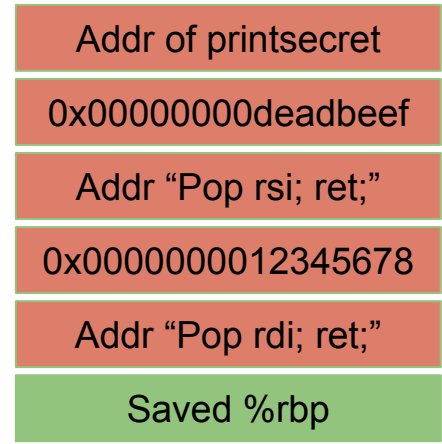 Addr of printsecret
0x00000000deadbeef
Addr “Pop rsi; ret;”
0x0000000012345678
Addr “Pop rdi; ret;”
Saved %rbp